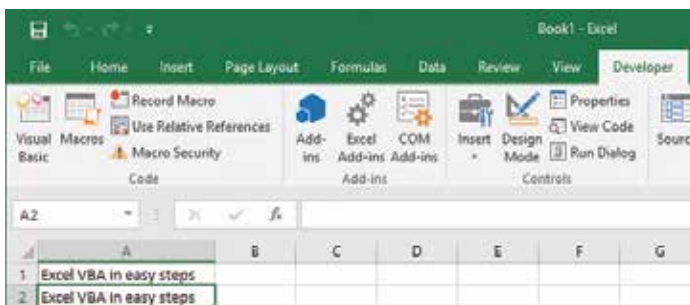 Book1 - Excel
File Home Insert Page Layout Formulas Data Review View Developer
Visual Basic
Macros
Record Macro
Use Relative References
Macro Security
Code
Add-ins
Excel Add-ins
COM Add-ins
Add-ins
Insert
Design Mode
Properties
View Code
Run Dialog
Controls
Sourc
A2
fx
A B C D E F G
1 Excel VBA in easy steps
2 Excel VBA in easy steps